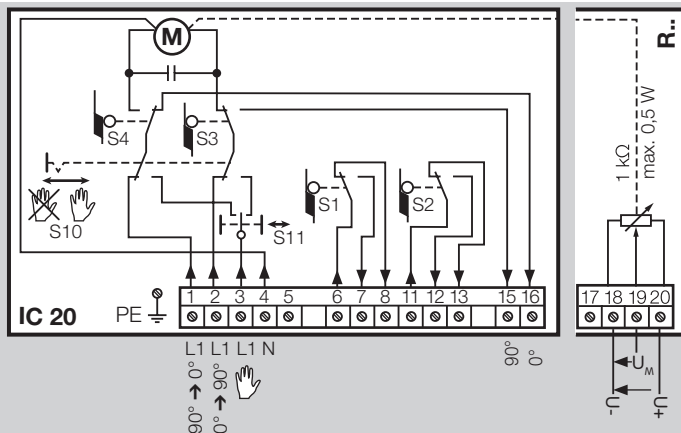 M
R..
S4
S3
1 kΩ
max. 0,5 W
S1
S2
S10
S11
IC 20
PE
1 2 3 4 5 6 7 8 11 12 13 15 16
17 18 19 20
L1 L1 L1 N
90° → 0°
0° → 90°
90°
0°
UM
U-
U+